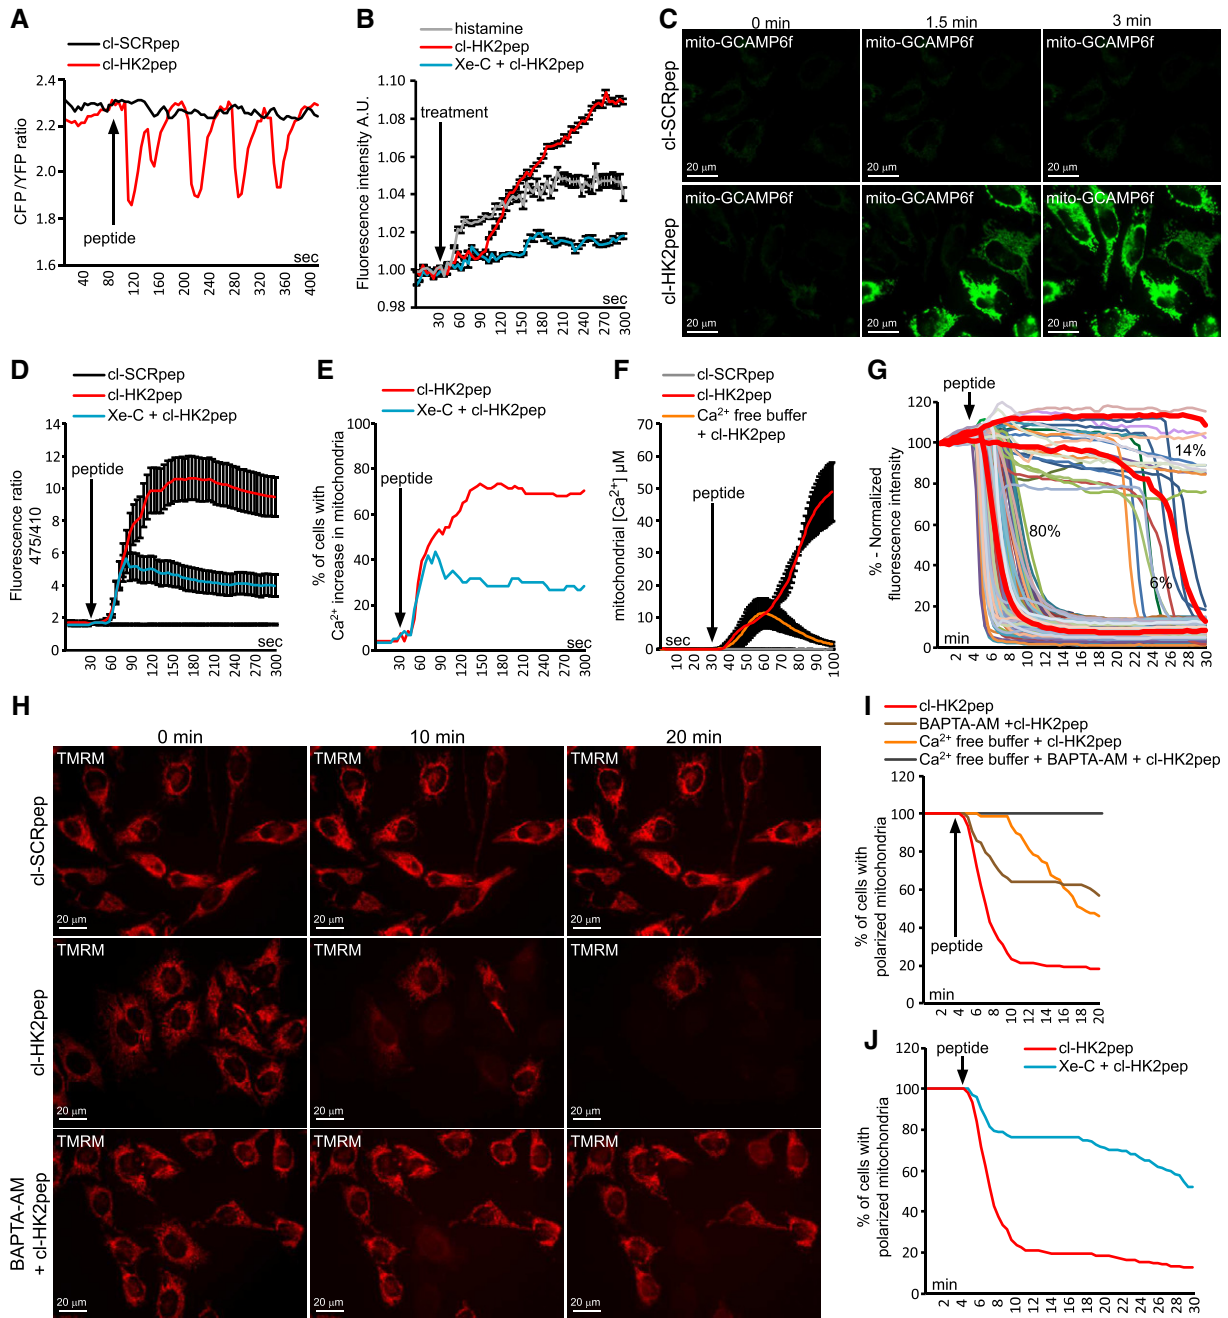 A
cl-SCRpep
cl-HK2pep
CFP /YFP ratio
2.4
2.2
2.0
1.8
1.6
peptide
sec
40
80
120
160
200
240
280
320
360
400
B
histamine
cl-HK2pep
Xe-C + cl-HK2pep
Fluorescence intensity A.U.
1.10
1.08
1.06
1.04
1.02
1.00
0.98
treatment
sec
30
60
90
120
150
180
210
240
270
300
C
0 min
1.5 min
3 min
cl-SCRpep
mito-GCAMP6f
mito-GCAMP6f
mito-GCAMP6f
20 µm
20 µm
20 µm
cl-HK2pep
mito-GCAMP6f
mito-GCAMP6f
mito-GCAMP6f
20 µm
20 µm
20 µm
D
cl-SCRpep
cl-HK2pep
Xe-C + cl-HK2pep
Fluorescence ratio
475/410
14
12
10
8
6
4
2
0
peptide
sec
30
60
90
120
150
180
210
240
270
300
E
cl-HK2pep
Xe-C + cl-HK2pep
% of cells with
Ca²⁺ increase in mitochondria
100
80
60
40
20
0
peptide
sec
30
60
90
120
150
180
210
240
270
300
F
cl-SCRpep
cl-HK2pep
Ca²⁺ free buffer
+ cl-HK2pep
mitochondria [Ca²⁺] µM
70
60
50
40
30
20
10
0
peptide
sec
10
20
30
40
50
60
70
80
90
100
G
peptide
% - Normalized
fluorescence intensity
120
100
80
60
40
20
0
14%
80%
6%
min
2
4
6
8
10
12
14
16
18
20
22
24
26
28
30
H
0 min
10 min
20 min
cl-SCRpep
TMRM
TMRM
TMRM
20 µm
20 µm
20 µm
cl-HK2pep
TMRM
TMRM
TMRM
20 µm
20 µm
20 µm
BAPTA-AM
+ cl-HK2pep
TMRM
TMRM
TMRM
20 µm
20 µm
20 µm
I
cl-HK2pep
BAPTA-AM +cl-HK2pep
Ca²⁺ free buffer + cl-HK2pep
Ca²⁺ free buffer + BAPTA-AM + cl-HK2pep
% of cells with
polarized mitochondria
120
100
80
60
40
20
0
peptide
min
2
4
6
8
10
12
14
16
18
20
J
peptide
cl-HK2pep
Xe-C + cl-HK2pep
% of cells with
polarized mitochondria
120
100
80
60
40
20
0
min
2
4
6
8
10
12
14
16
18
20
22
24
26
28
30